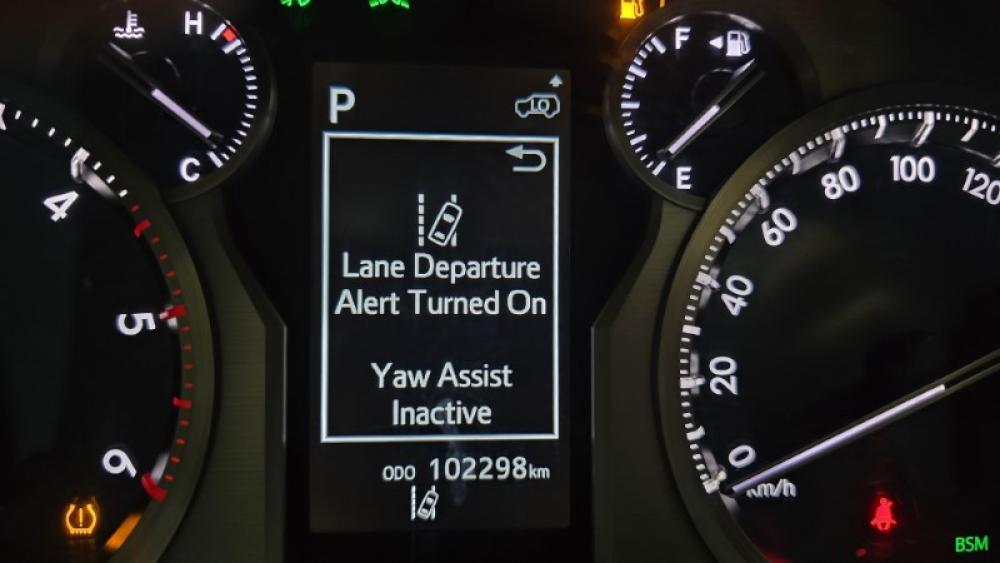 H
C
4
5
6
P
LO
Lane Departure
Alert Turned On
Yaw Assist
Inactive
ODO 102298km
F
E
0
20
40
60
80
100
120
km/h
BSM